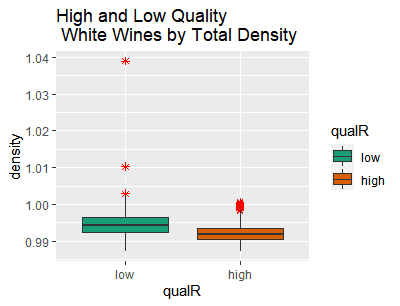 High and Low Quality
White Wines by Total Density
1.04
1.03
1.02
1.01
1.00
0.99
density
low
high
qualR
qualR
low
high